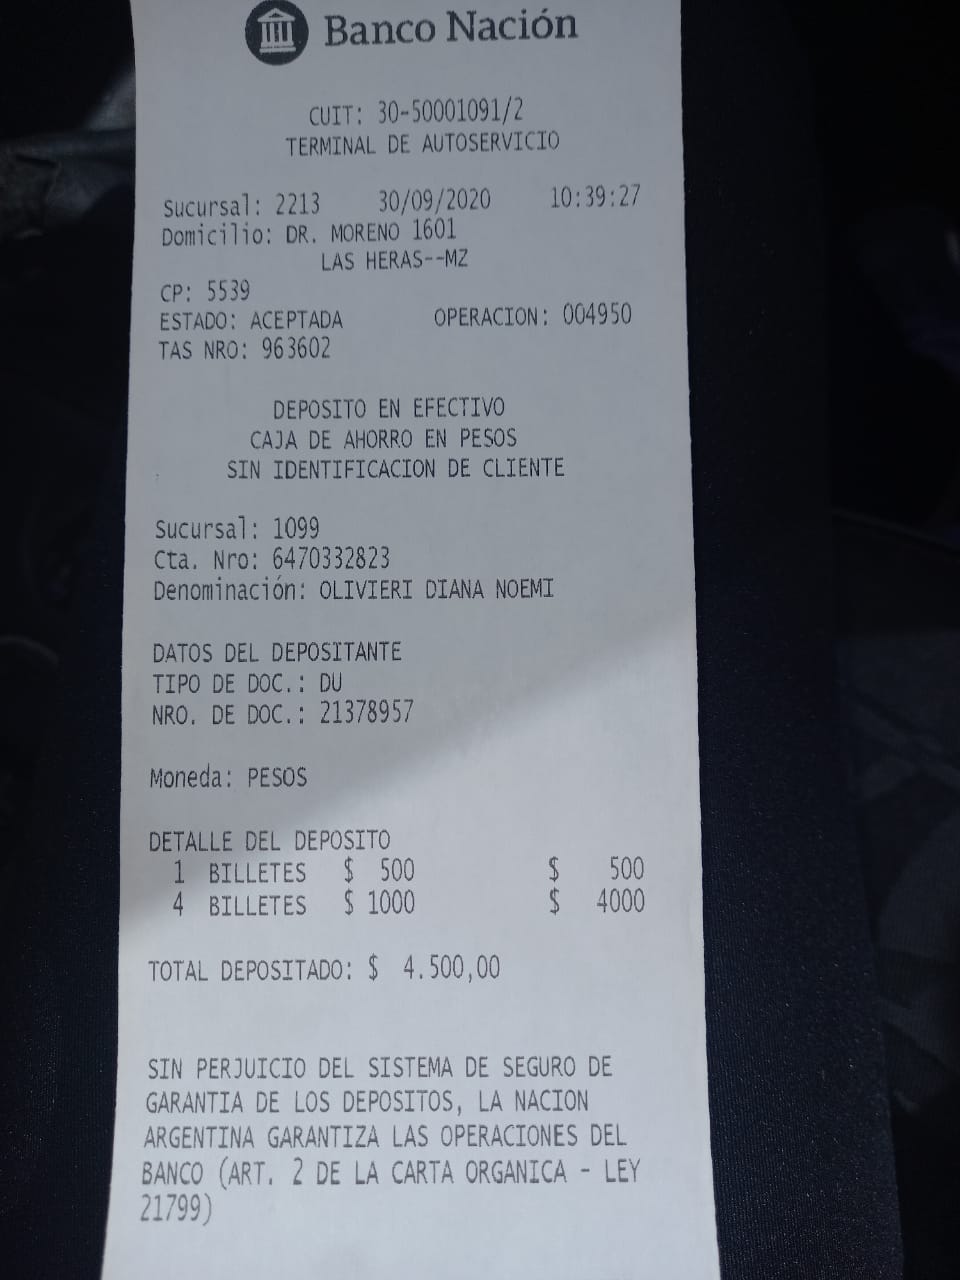 Banco Nación
CUIT: 30-50001091/2
TERMINAL DE AUTOSERVICIO
Sucursal: 2213 30/09/2020 10:39:27
Domicilio: DR. MORENO 1601
LAS HERAS--MZ
CP: 5539
ESTADO: ACEPTADA OPERACION: 004950
TAS NRO: 963602
DEPOSITO EN EFECTIVO
CAJA DE AHORRO EN PESOS
SIN IDENTIFICACION DE CLIENTE
Sucursal: 1099
Cta. Nro: 6470332823
Denominación: OLIVIERI DIANA NOEMI
DATOS DEL DEPOSITANTE
TIPO DE DOC.: DU
NRO. DE DOC.: 21378957
Moneda: PESOS
DETALLE DEL DEPOSITO
1 BILLETES $ 500 $ 500
4 BILLETES $ 1000 $ 4000
TOTAL DEPOSITADO: $ 4.500,00
SIN PERJUICIO DEL SISTEMA DE SEGURO DE
GARANTIA DE LOS DEPOSITOS, LA NACION
ARGENTINA GARANTIZA LAS OPERACIONES DEL
BANCO (ART. 2 DE LA CARTA ORGANICA - LEY
21799)